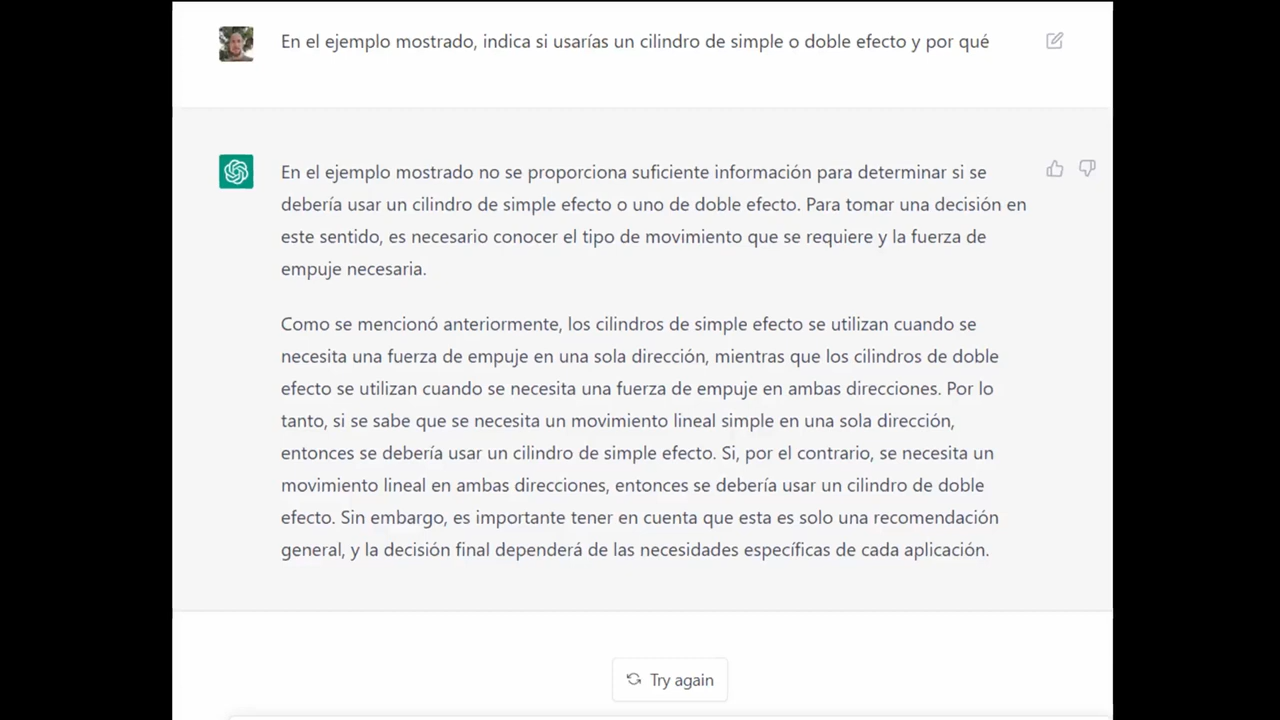 En el ejemplo mostrado, indica si usarías un cilindro de simple o doble efecto y por qué
En el ejemplo mostrado no se proporciona suficiente información para determinar si se
debería usar un cilindro de simple efecto o uno de doble efecto. Para tomar una decisión en
este sentido, es necesario conocer el tipo de movimiento que se requiere y la fuerza de
empuje necesaria.
Como se mencionó anteriormente, los cilindros de simple efecto se utilizan cuando se
necesita una fuerza de empuje en una sola dirección, mientras que los cilindros de doble
efecto se utilizan cuando se necesita una fuerza de empuje en ambas direcciones. Por lo
tanto, si se sabe que se necesita un movimiento lineal simple en una sola dirección,
entonces se debería usar un cilindro de simple efecto. Si, por el contrario, se necesita un
movimiento lineal en ambas direcciones, entonces se debería usar un cilindro de doble
efecto. Sin embargo, es importante tener en cuenta que esta es solo una recomendación
general, y la decisión final dependerá de las necesidades específicas de cada aplicación.
Try again